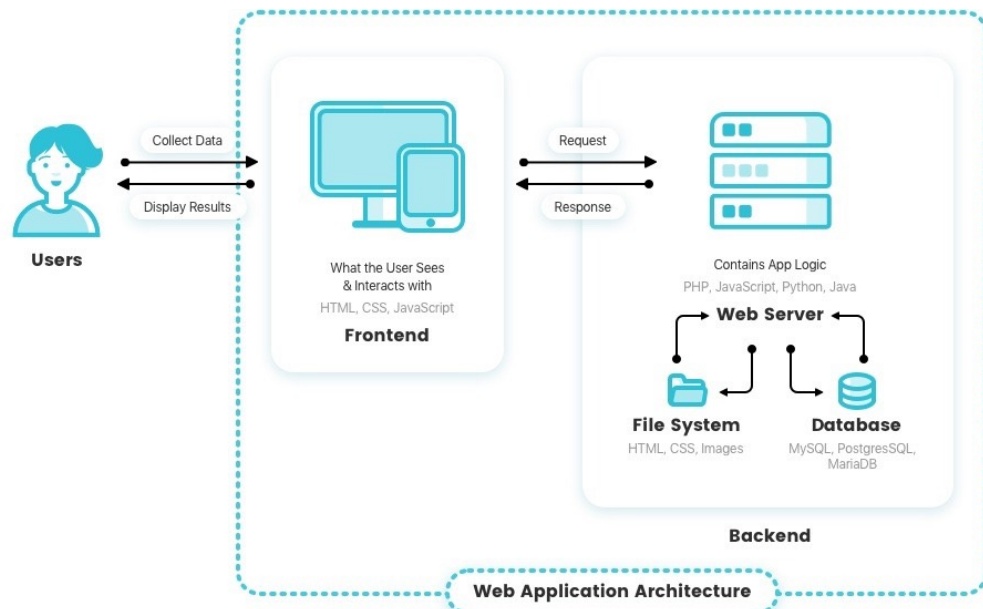 Collect Data
Display Results
Users
What the User Sees
& Interacts with
HTML, CSS, JavaScript
Frontend
Request
Response
Contains App Logic
PHP, JavaScript, Python, Java
Web Server
File System
HTML, CSS, Images
Database
MySQL, PostgresSQL,
MariaDB
Backend
Web Application Architecture